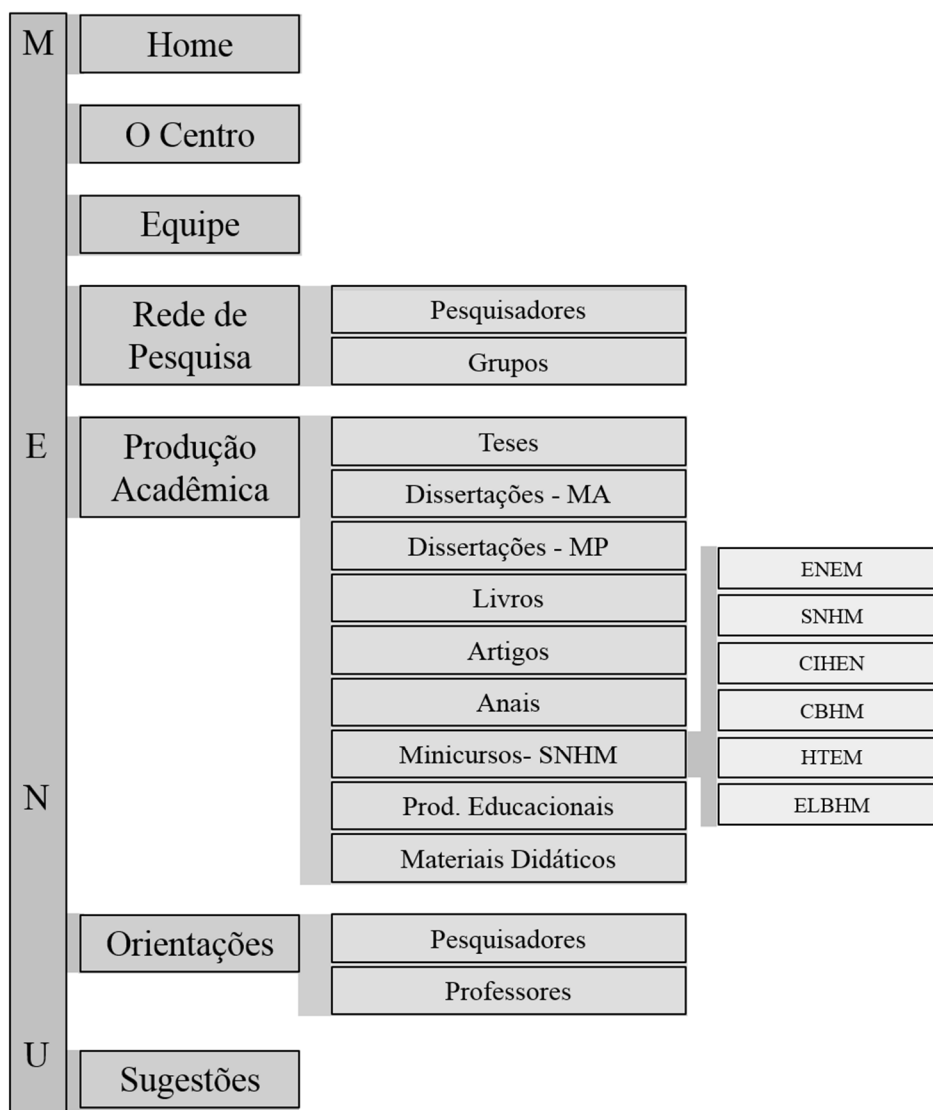 M
E
N
U
Home
O Centro
Equipe
Rede de
Pesquisa
Pesquisadores
Grupos
Produção
Acadêmica
Teses
Dissertações - MA
Dissertações - MP
Livros
Artigos
Anais
Minicursos- SNHM
Prod. Educacionais
Materiais Didáticos
ENEM
SNHM
CIHEN
CBHM
HTEM
ELBHM
Orientações
Pesquisadores
Professores
Sugestões